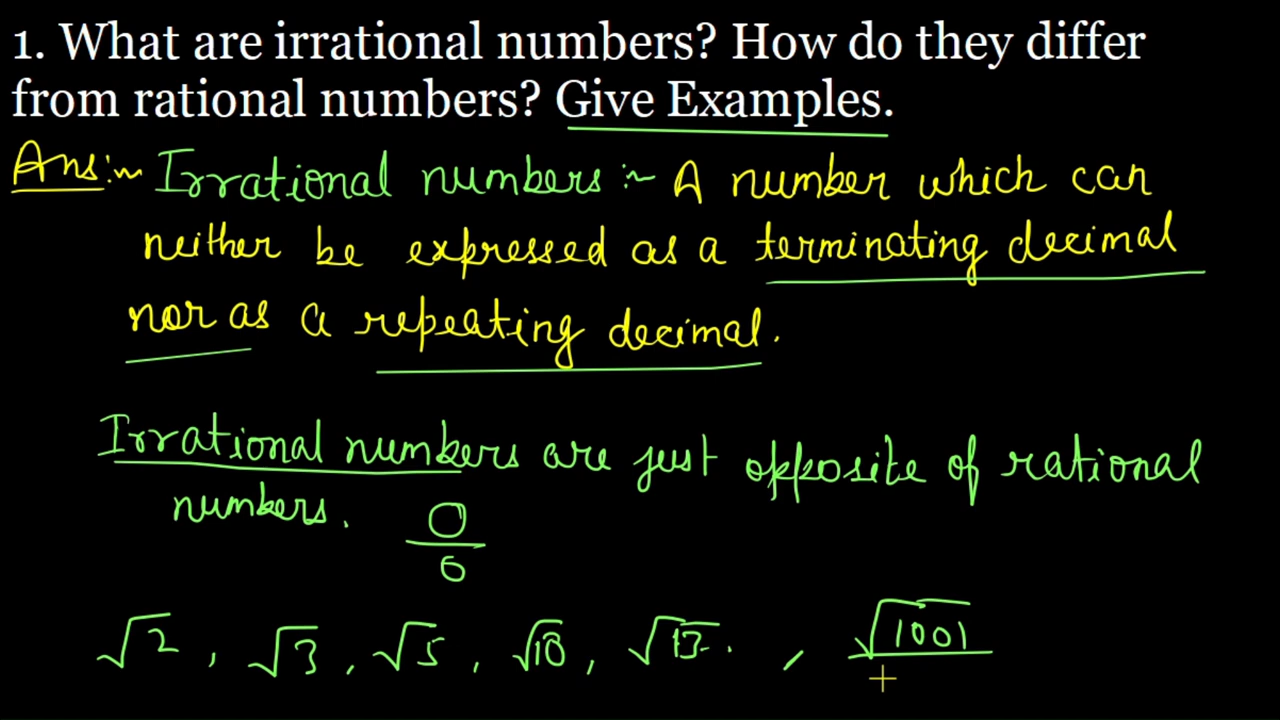 1. What are irrational numbers? How do they differ
from rational numbers? Give Examples.
Ans:~ Irrational numbers :~ A number which can
neither be expressed as a terminating decimal
nor as a repeating decimal.
Irrational numbers are just opposite of rational
numbers. 0/6
√2, √3, √5, √10, √13. , √1001